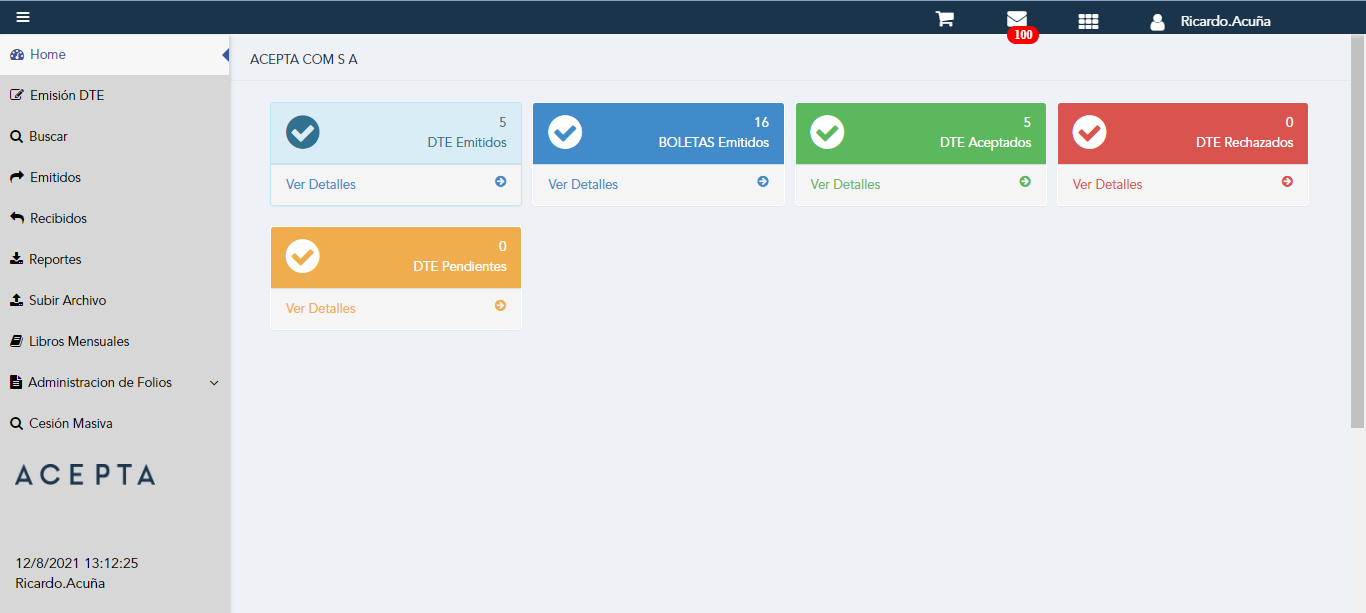 100
Ricardo.Acuña
Home
Emisión DTE
Buscar
Emitidos
Recibidos
Reportes
Subir Archivo
Libros Mensuales
Administracion de Folios
Cesión Masiva
ACEPTA
12/8/2021 13:12:25
Ricardo.Acuña
ACEPTA COM S A
5
DTE Emitidos
Ver Detalles
16
BOLETAS Emitidos
Ver Detalles
5
DTE Aceptados
Ver Detalles
0
DTE Rechazados
Ver Detalles
0
DTE Pendientes
Ver Detalles